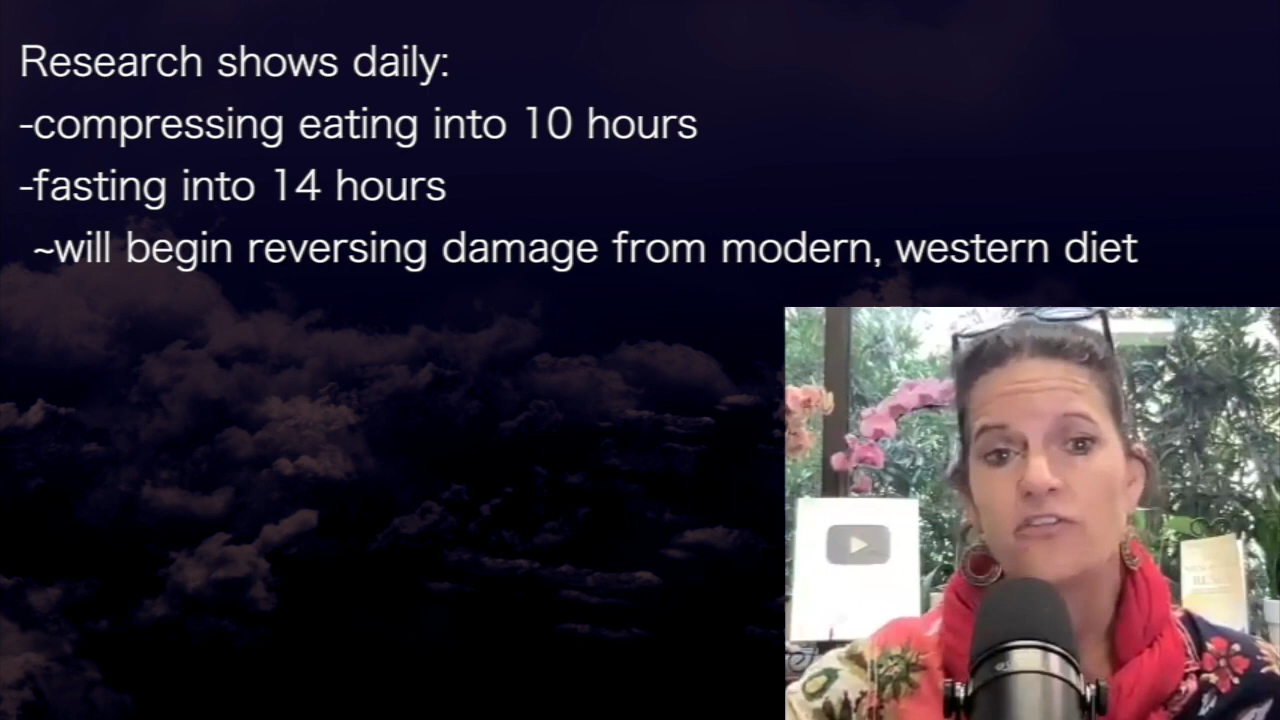 Research shows daily:
-compressing eating into 10 hours
-fasting into 14 hours
~will begin reversing damage from modern, western diet